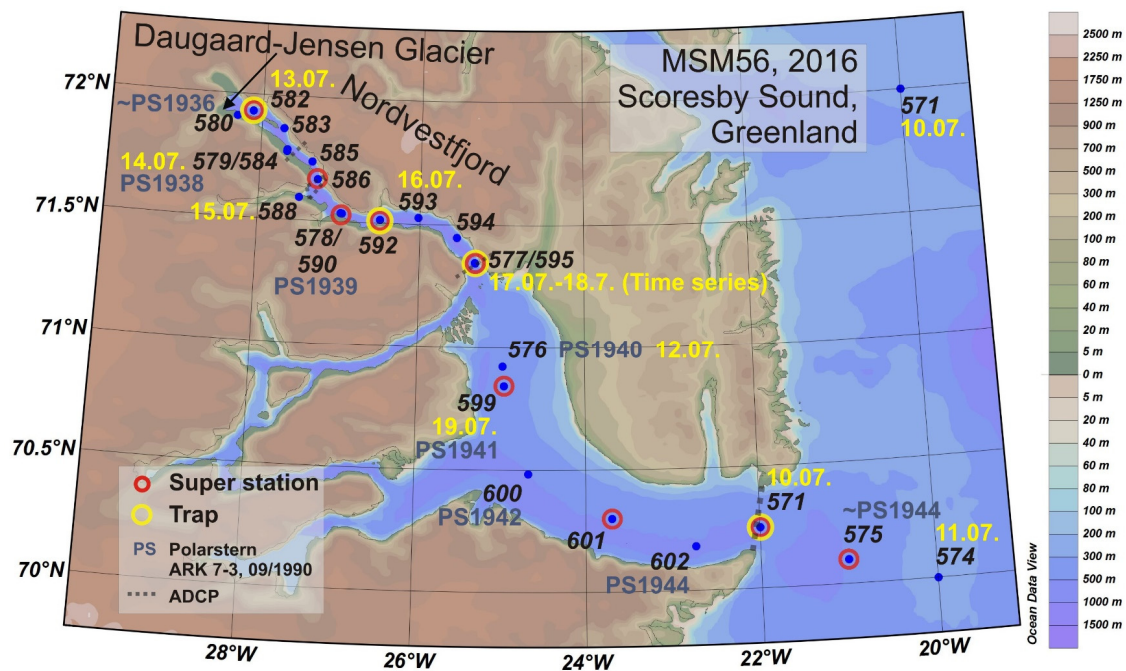 Daugaard-Jensen Glacier
MSM56, 2016
Scoresby Sound,
Greenland
Nordvestfjord
72°N
71.5°N
71°N
70.5°N
70°N
28°W
26°W
24°W
22°W
20°W
~PS1936
13.07.
582
580
583
579/584
585
14.07.
PS1938
586
16.07.
593
15.07.
588
594
578/
590
592
PS1939
577/595
17.07.-18.7. (Time series)
571
10.07.
576
PS1940
12.07.
599
19.07.
PS1941
600
PS1942
601
602
PS1944
10.07.
571
~PS1944
575
11.07.
574
Super station
Trap
PS Polarstern
ARK 7-3, 09/1990
ADCP
Ocean Data View
2500 m
2250 m
1750 m
1250 m
900 m
700 m
500 m
300 m
200 m
100 m
80 m
60 m
40 m
20 m
5 m
0 m
5 m
20 m
40 m
60 m
80 m
100 m
200 m
300 m
500 m
1000 m
1500 m